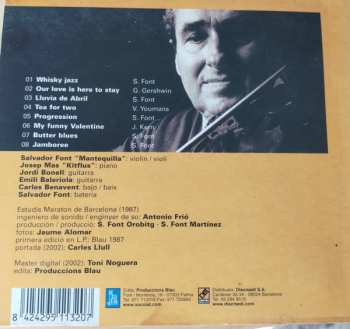 01 Whisky jazz S. Font
02 Our love is here to stay G. Gershwin
03 Lluvia de Abril S. Font
04 Tea for two V. Youmans
05 Progression S. Font
06 My funny Valentine J. Kern
07 Butter blues S. Font
08 Jamboree S. Font
Salvador Font "Mantequilla": violín / violí
Josep Mas "Kitflus": piano
Jordi Bonell: guitarra
Emili Baleriola: guitarra
Carles Benavent: bajo / baix
Salvador Font: batería
Estudis Maraton de Barcelona (1987)
ingeniero de sonido / enginyer de so: Antonio Frió
producción / producció: S. Font Orobitg - S. Font Martínez
fotos: Jaume Alomar
primera edició en L.P.: Blau 1987
portada (2002): Carles Llull
Master digital (2002): Toni Noguera
edita: Produccions Blau
Edita: Produccions Blau
Distribuye: Discmedi S.A.
www.discmedi.com
8 424295 113207